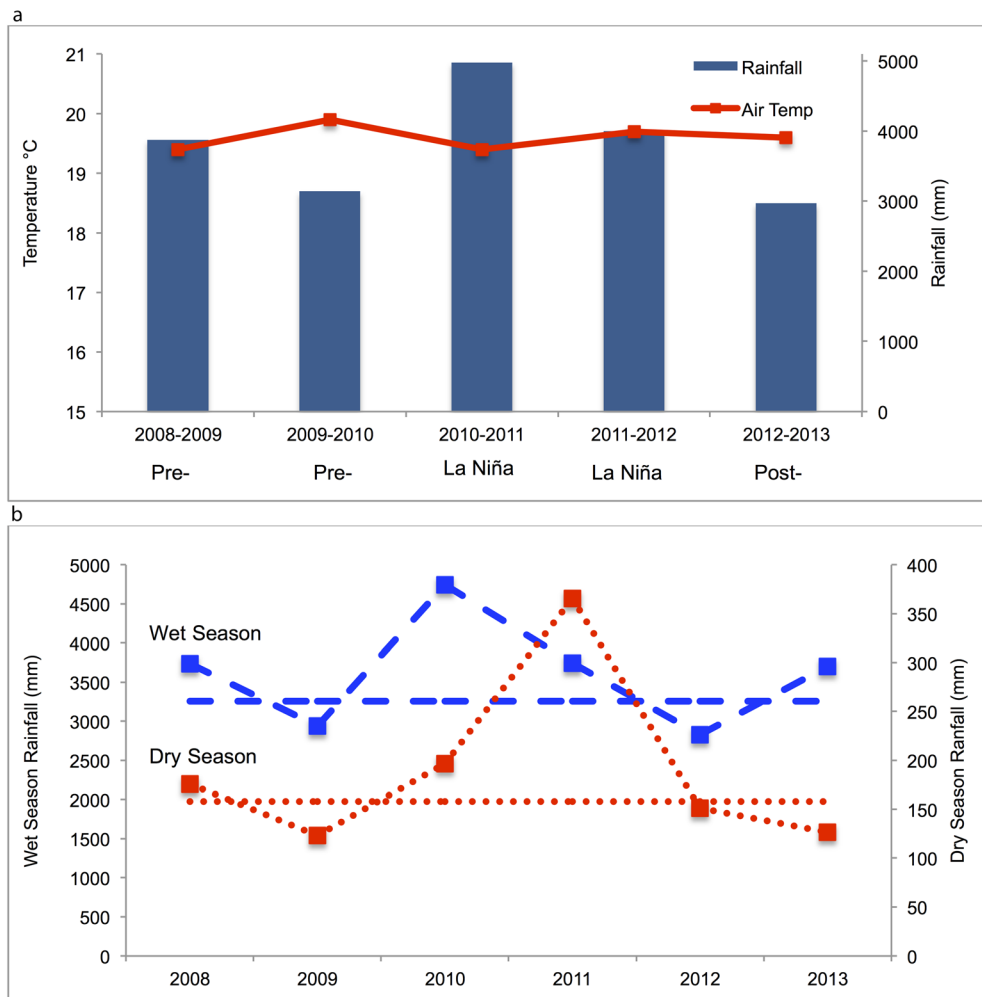 a
21
20
19
18
17
16
15
Temperature °C
5000
4000
3000
2000
1000
0
Rainfall (mm)
Rainfall
Air Temp
2008-2009
2009-2010
2010-2011
2011-2012
2012-2013
Pre-
Pre-
La Niña
La Niña
Post-
b
5000
4500
4000
3500
3000
2500
2000
1500
1000
500
0
Wet Season Rainfall (mm)
400
350
300
250
200
150
100
50
0
Dry Season Ranfall (mm)
Wet Season
Dry Season
2008
2009
2010
2011
2012
2013